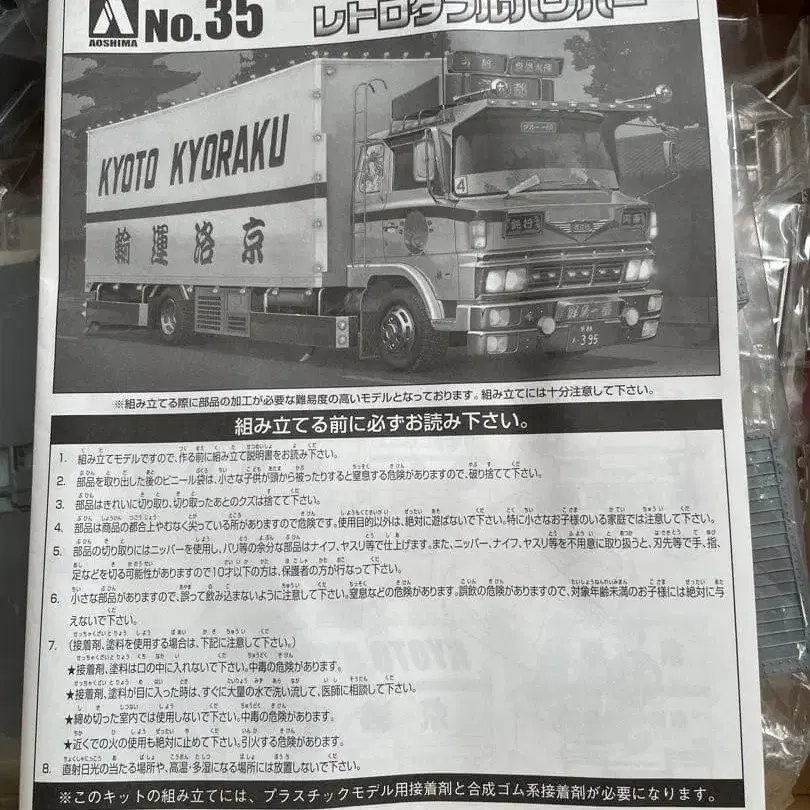 AOSHIMA
No.35
レトロダブルバンパー
KYOTO KYORAKU
輸運洛京
4
395
※組み立てる際に部品の加工が必要な難易度の高いモデルとなっております。組み立てには十分注意して下さい。
組み立てる前に必ずお読み下さい。
1. 組み立てモデルですので、作る前に組み立て説明書をお読み下さい。
2. 部品を取り出した後のビニール袋は、小さな子供が頭から被ったりすると窒息する危険がありますので、破り捨てて下さい。
3. 部品はきれいに切り取り、切り取ったあとのクズは捨てて下さい。
4. 部品は商品の都合上やむなく尖っている所がありますので危険です。使用目的以外は、絶対に遊ばないで下さい。特に小さなお子様のいる家庭では注意して下さい。
5. 部品の切り取りにはニッパーを使用し、バリ等の余分な部品はナイフ、ヤスリ等で仕上げます。また、ニッパー、ナイフ、ヤスリ等を不用意に取り扱うと、刃先等で手、指、
足などを切る可能性がありますので10才以下の方は、保護者の方が行なって下さい。
6. 小さな部品がありますので、誤って飲み込まないように注意して下さい。窒息などの危険があります。誤飲の危険がありますので、対象年齢未満のお子様には絶対に与
えないで下さい。
7. (接着剤、塗料を使用する場合は、下記に注意して下さい。)
★接着剤、塗料は口の中に入れないで下さい。中毒の危険があります。
★接着剤、塗料が目に入った時は、すぐに大量の水で洗い流して、医師に相談して下さい。
★締め切った室内では使用しないで下さい。中毒の危険があります。
★近くでの火の使用も絶対に止めて下さい。引火する危険があります。
8. 直射日光の当たる場所や、高温・多湿になる場所には放置しないで下さい。
※このキットの組み立てには、プラスチックモデル用接着剤と合成ゴム系接着剤が必要になります。